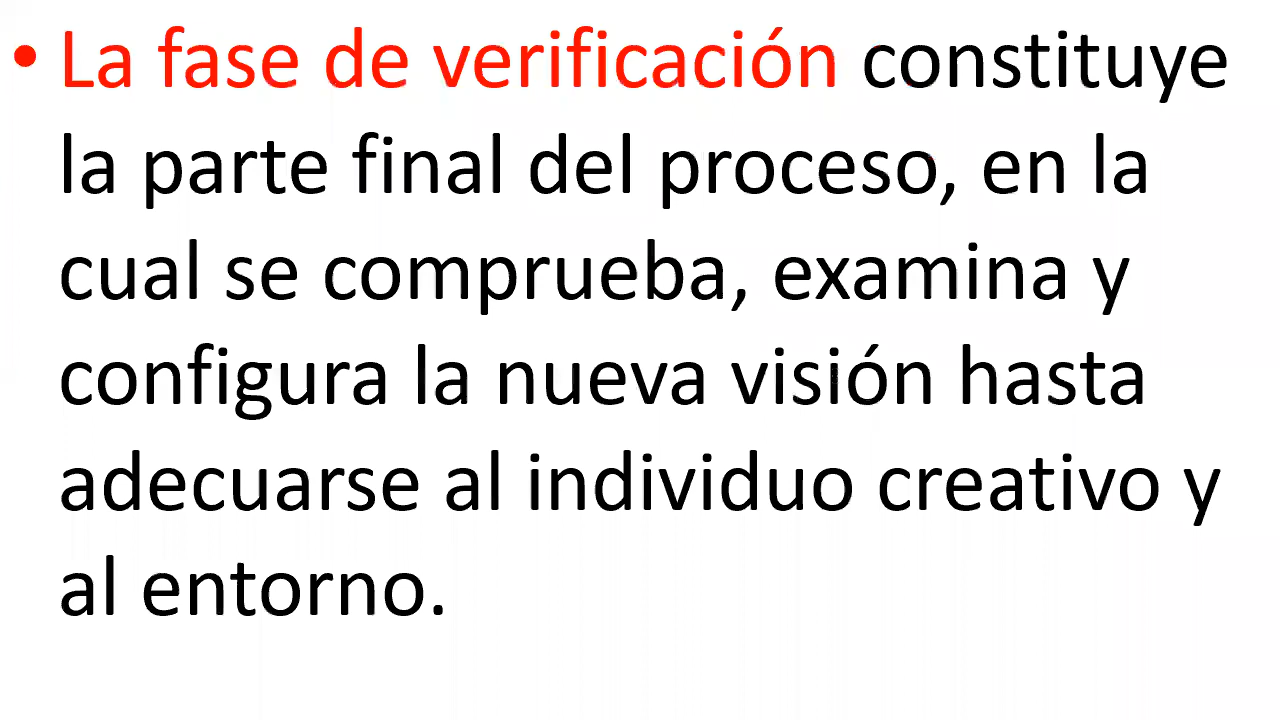 • La fase de verificación constituye
la parte final del proceso, en la
cual se comprueba, examina y
configura la nueva visión hasta
adecuarse al individuo creativo y
al entorno.